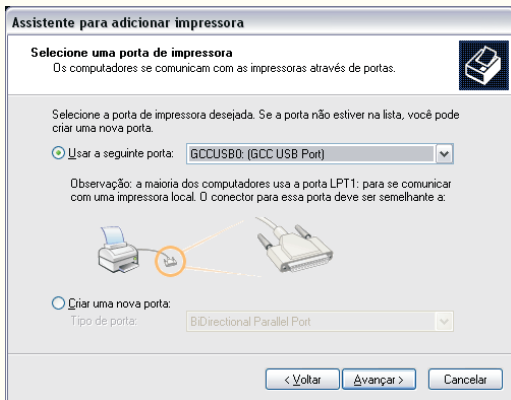 Assistente para adicionar impressora
Selecione uma porta de impressora
Os computadores se comunicam com as impressoras através de portas.
Selecione a porta de impressora desejada. Se a porta não estiver na lista, você pode
criar uma nova porta.
Usar a seguinte porta: GCCUSB0: (GCC USB Port)
Observação: a maioria dos computadores usa a porta LPT1: para se comunicar
com uma impressora local. O conector para essa porta deve ser semelhante a:
Criar uma nova porta:
Tipo de porta: BiDirectional Parallel Port
< Voltar Avançar > Cancelar